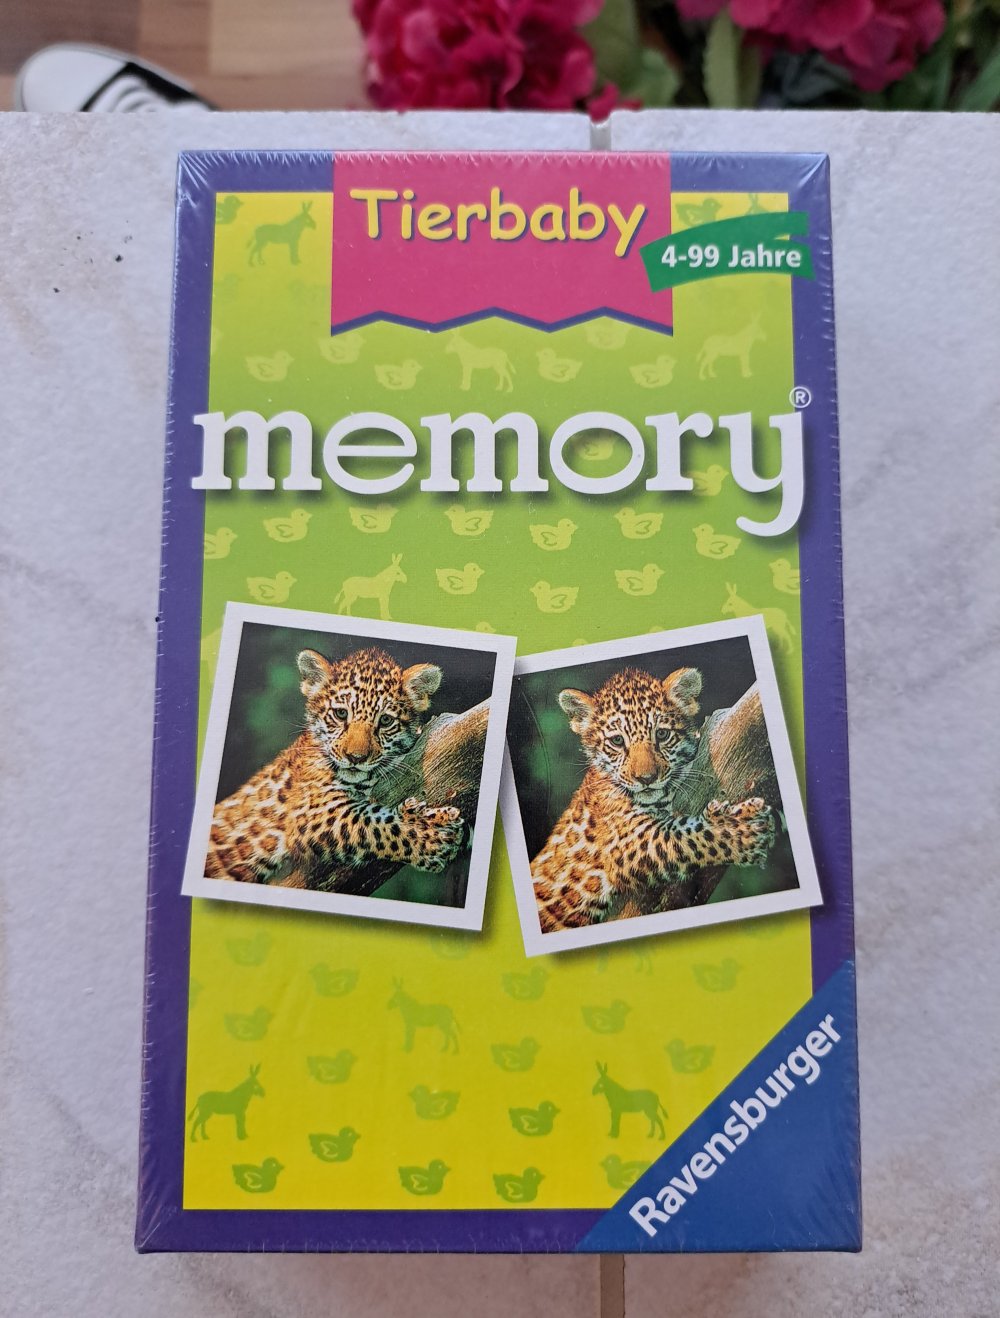 Tierbaby
4-99 Jahre
memory®
Ravensburger